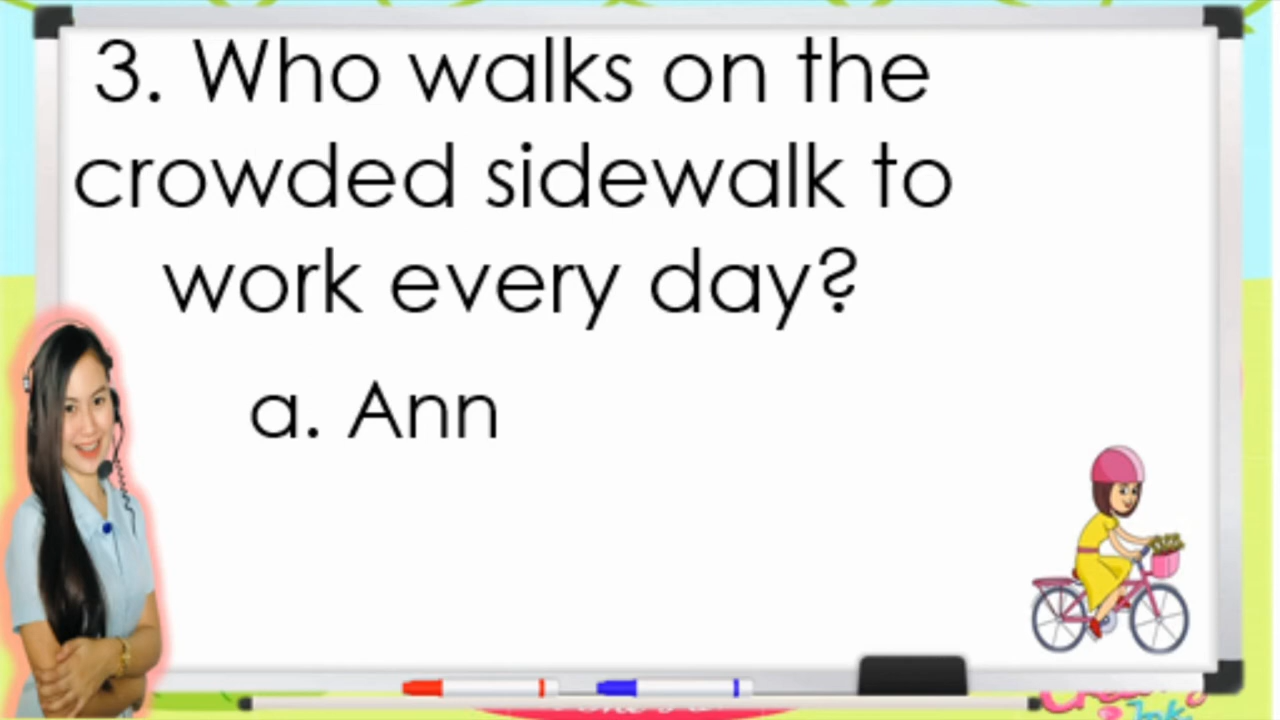 3. Who walks on the
crowded sidewalk to
work every day?
a. Ann